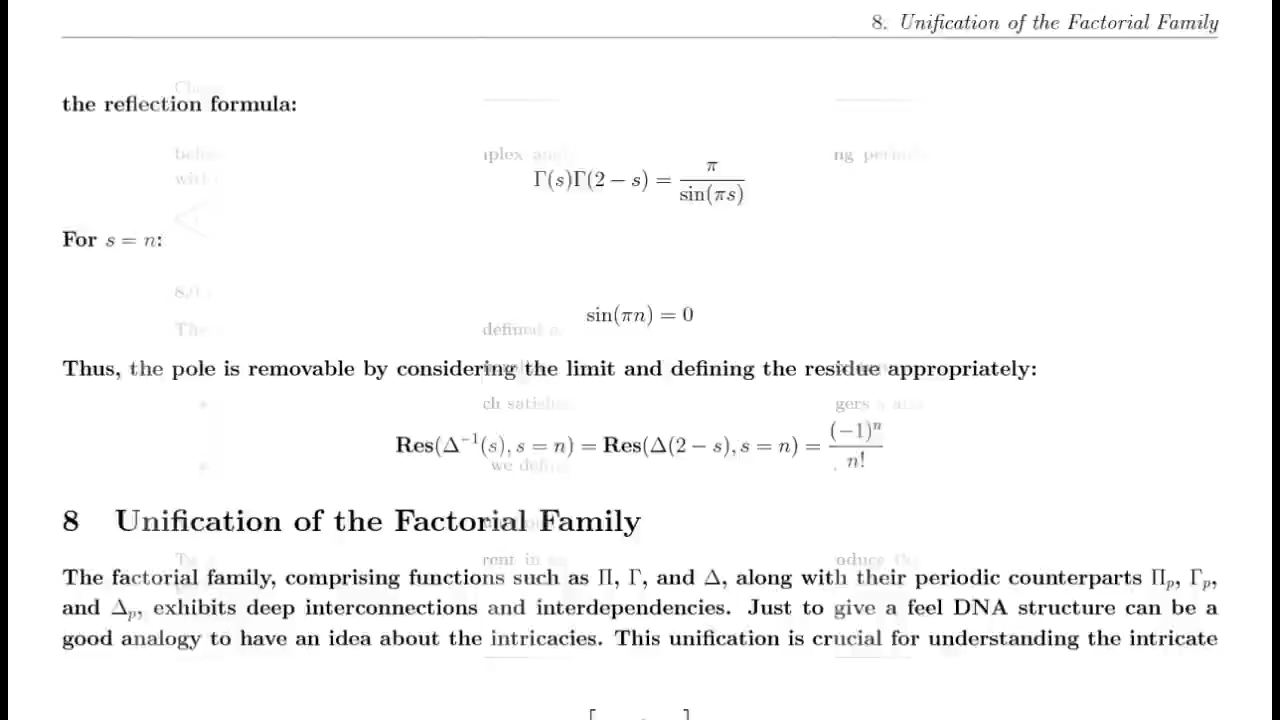 8. Unification of the Factorial Family
the reflection formula:
Γ(s)Γ(2 − s) = π / sin(πs)
For s = n:
sin(πn) = 0
Thus, the pole is removable by considering the limit and defining the residue appropriately:
Res(Δ⁻¹(s), s = n) = Res(Δ(2 − s), s = n) = (−1)ⁿ / n!
8 Unification of the Factorial Family
The factorial family, comprising functions such as Π, Γ, and Δ, along with their periodic counterparts Πₚ, Γₚ,
and Δₚ, exhibits deep interconnections and interdependencies. Just to give a feel DNA structure can be a
good analogy to have an idea about the intricacies. This unification is crucial for understanding the intricate